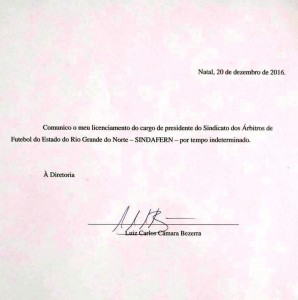 Natal, 20 de dezembro de 2016.
Comunico o meu licenciamento do cargo de presidente do Sindicato dos Árbitros de
Futebol do Estado do Rio Grande do Norte – SINDAFERN – por tempo indeterminado.
À Diretoria
Luiz Carlos Câmara Bezerra